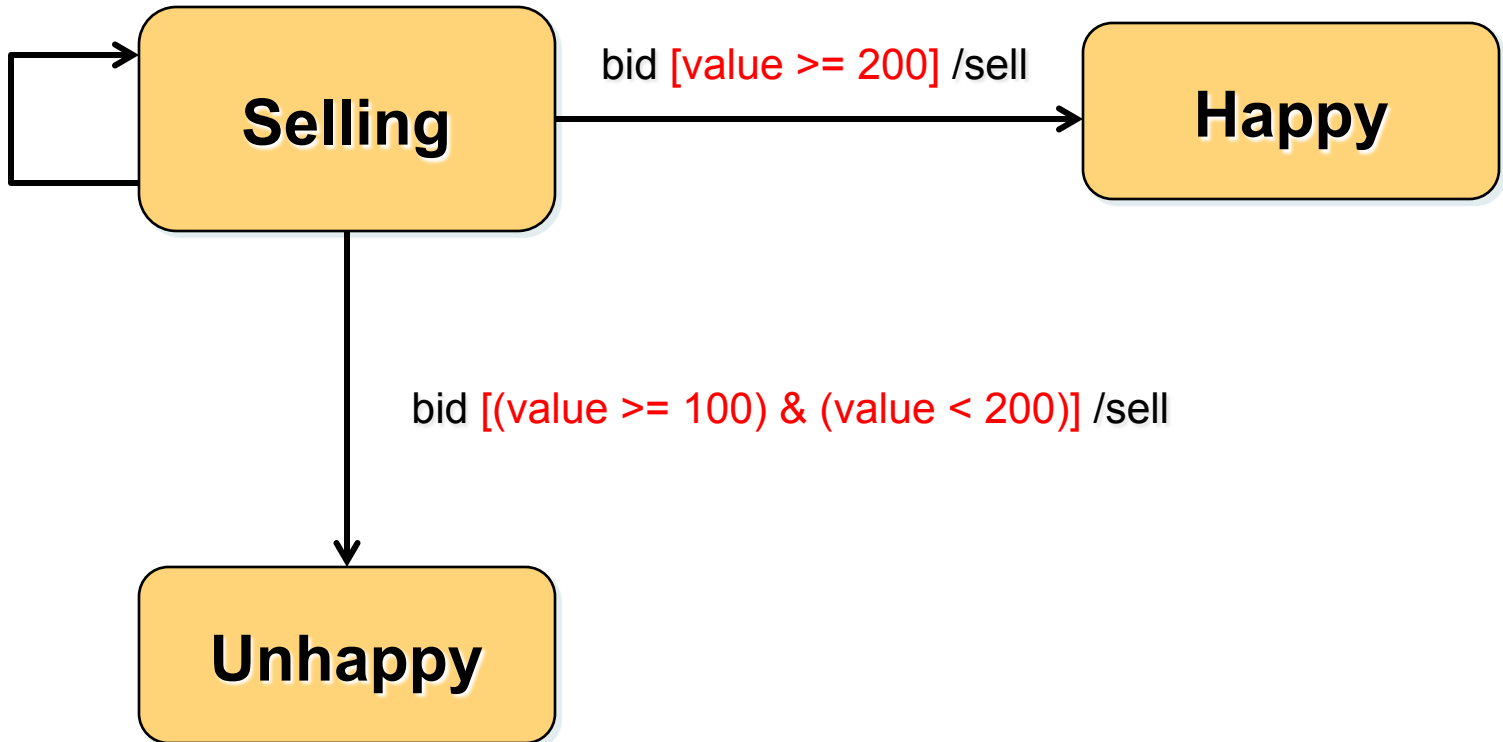 bid [value >= 200] /sell
Selling
Happy
bid [(value >= 100) & (value < 200)] /sell
Unhappy